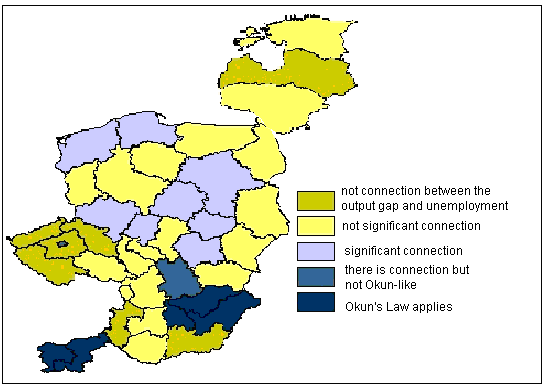 not connection between the
output gap and unemployment
not significant connection
significant connection
there is connection but
not Okun-like
Okun's Law applies